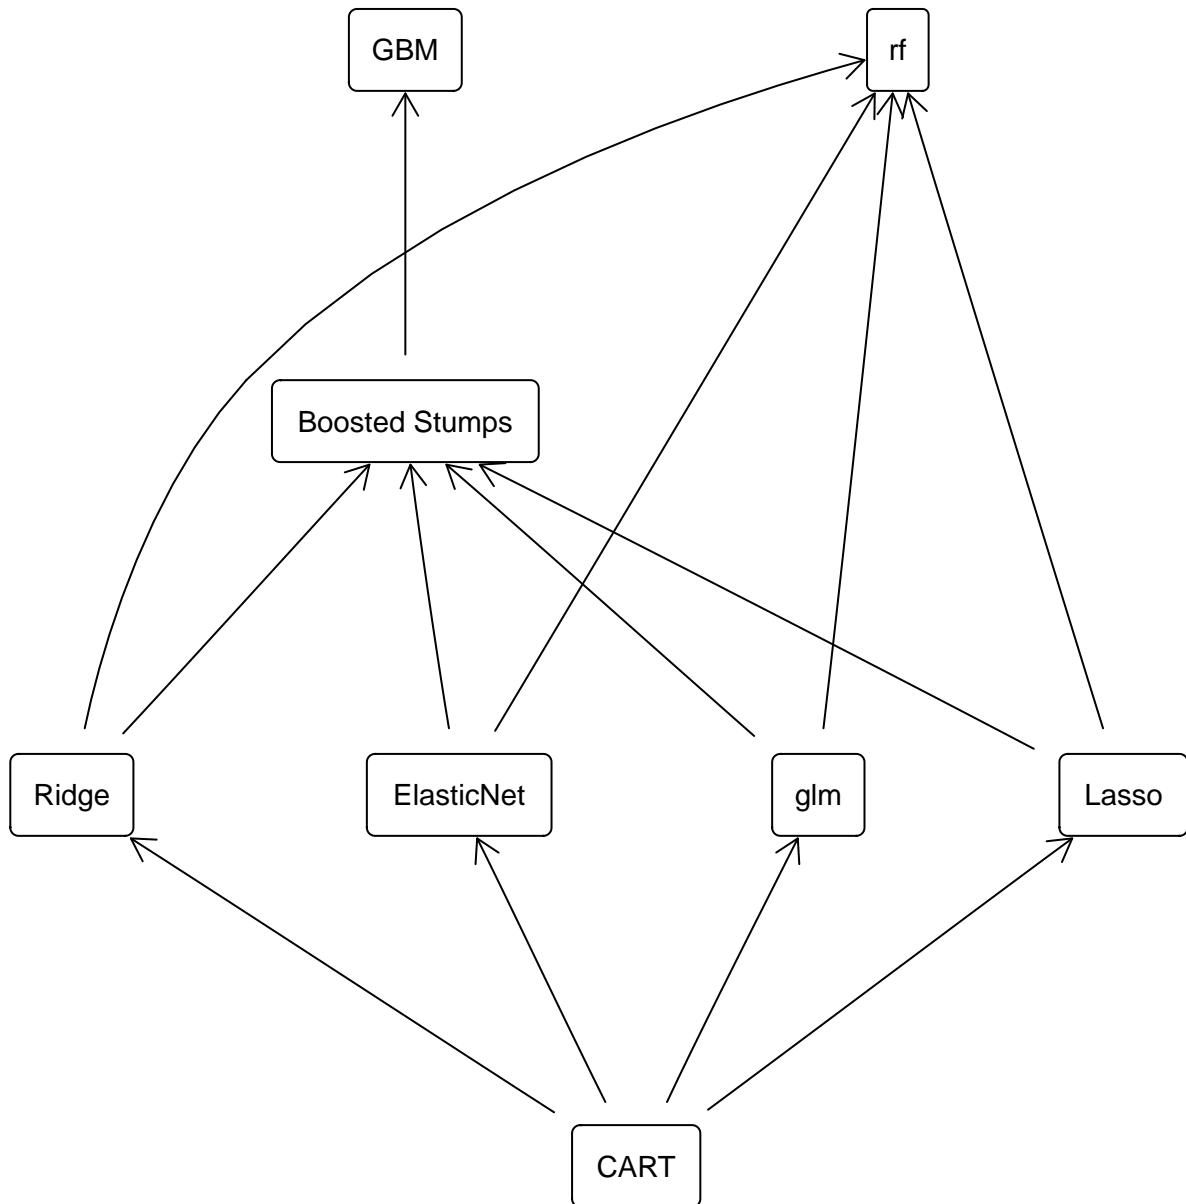 GBM
rf
Boosted Stumps
Ridge
ElasticNet
glm
Lasso
CART